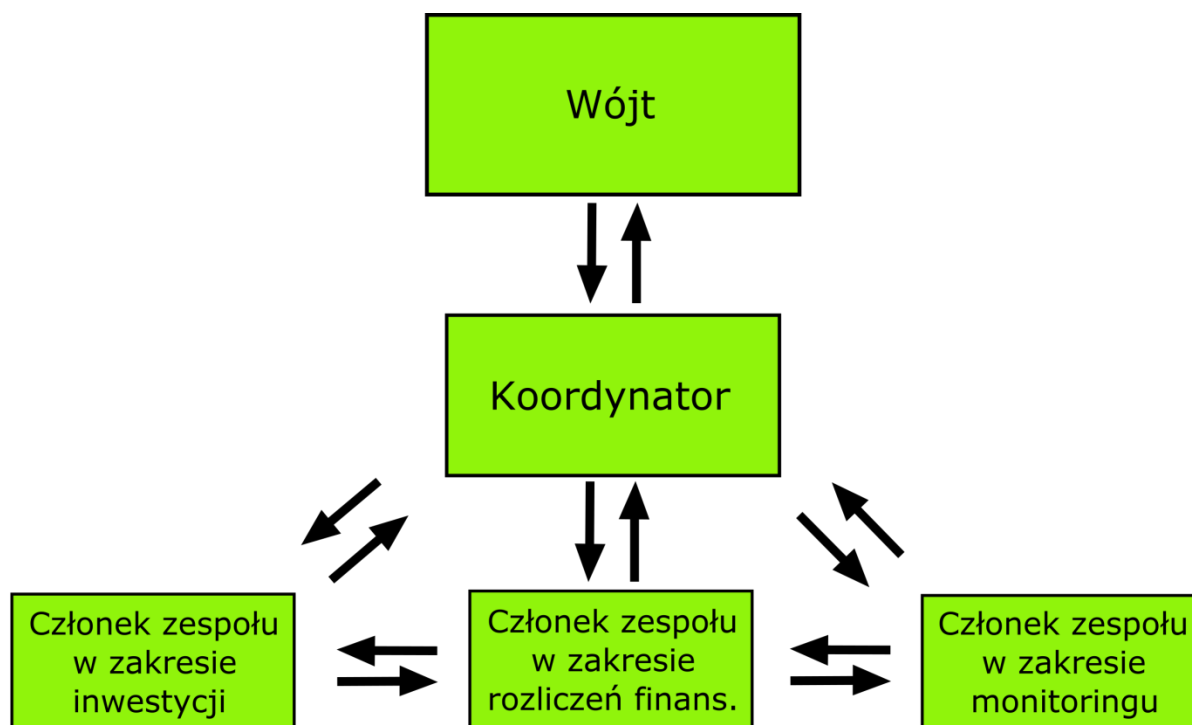 Wójt
Koordynator
Członek zespołu
w zakresie
inwestycji
Członek zespołu
w zakresie
rozliczeń finans.
Członek zespołu
w zakresie
monitoringu